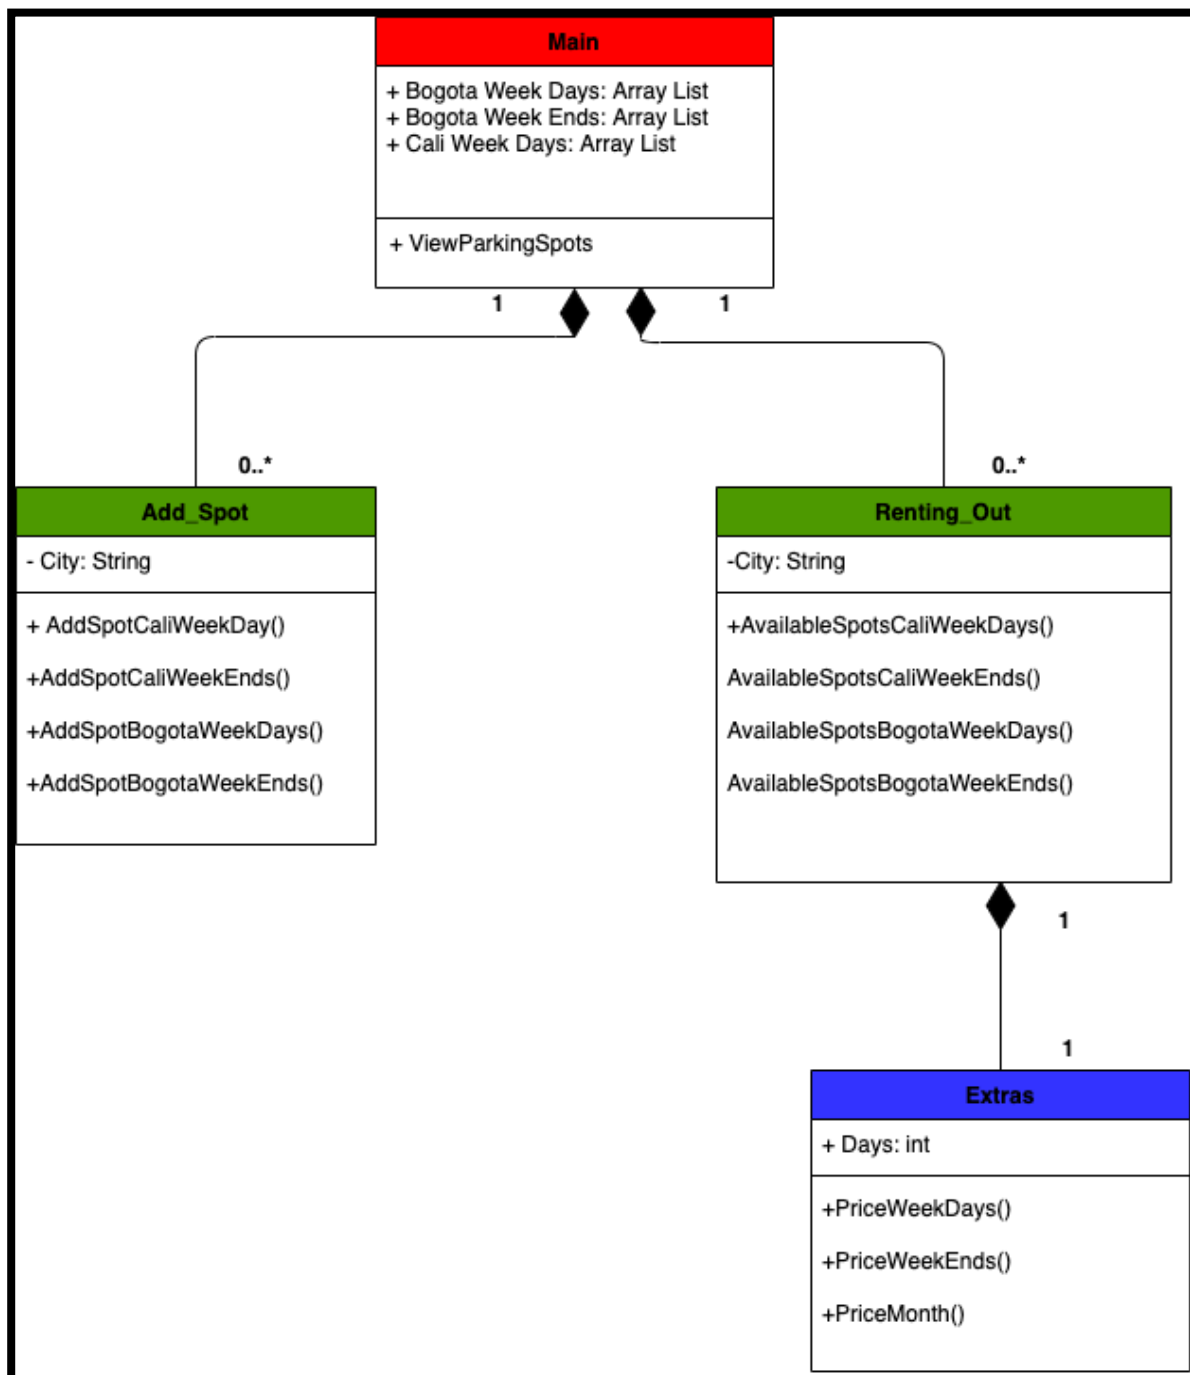 Main
+ Bogota Week Days: Array List
+ Bogota Week Ends: Array List
+ Cali Week Days: Array List
+ ViewParkingSpots
1
1
0..*
0..*
Add_Spot
- City: String
+ AddSpotCaliWeekDay()
+AddSpotCaliWeekEnds()
+AddSpotBogotaWeekDays()
+AddSpotBogotaWeekEnds()
Renting_Out
-City: String
+AvailableSpotsCaliWeekDays()
AvailableSpotsCaliWeekEnds()
AvailableSpotsBogotaWeekDays()
AvailableSpotsBogotaWeekEnds()
1
1
Extras
+ Days: int
+PriceWeekDays()
+PriceWeekEnds()
+PriceMonth()